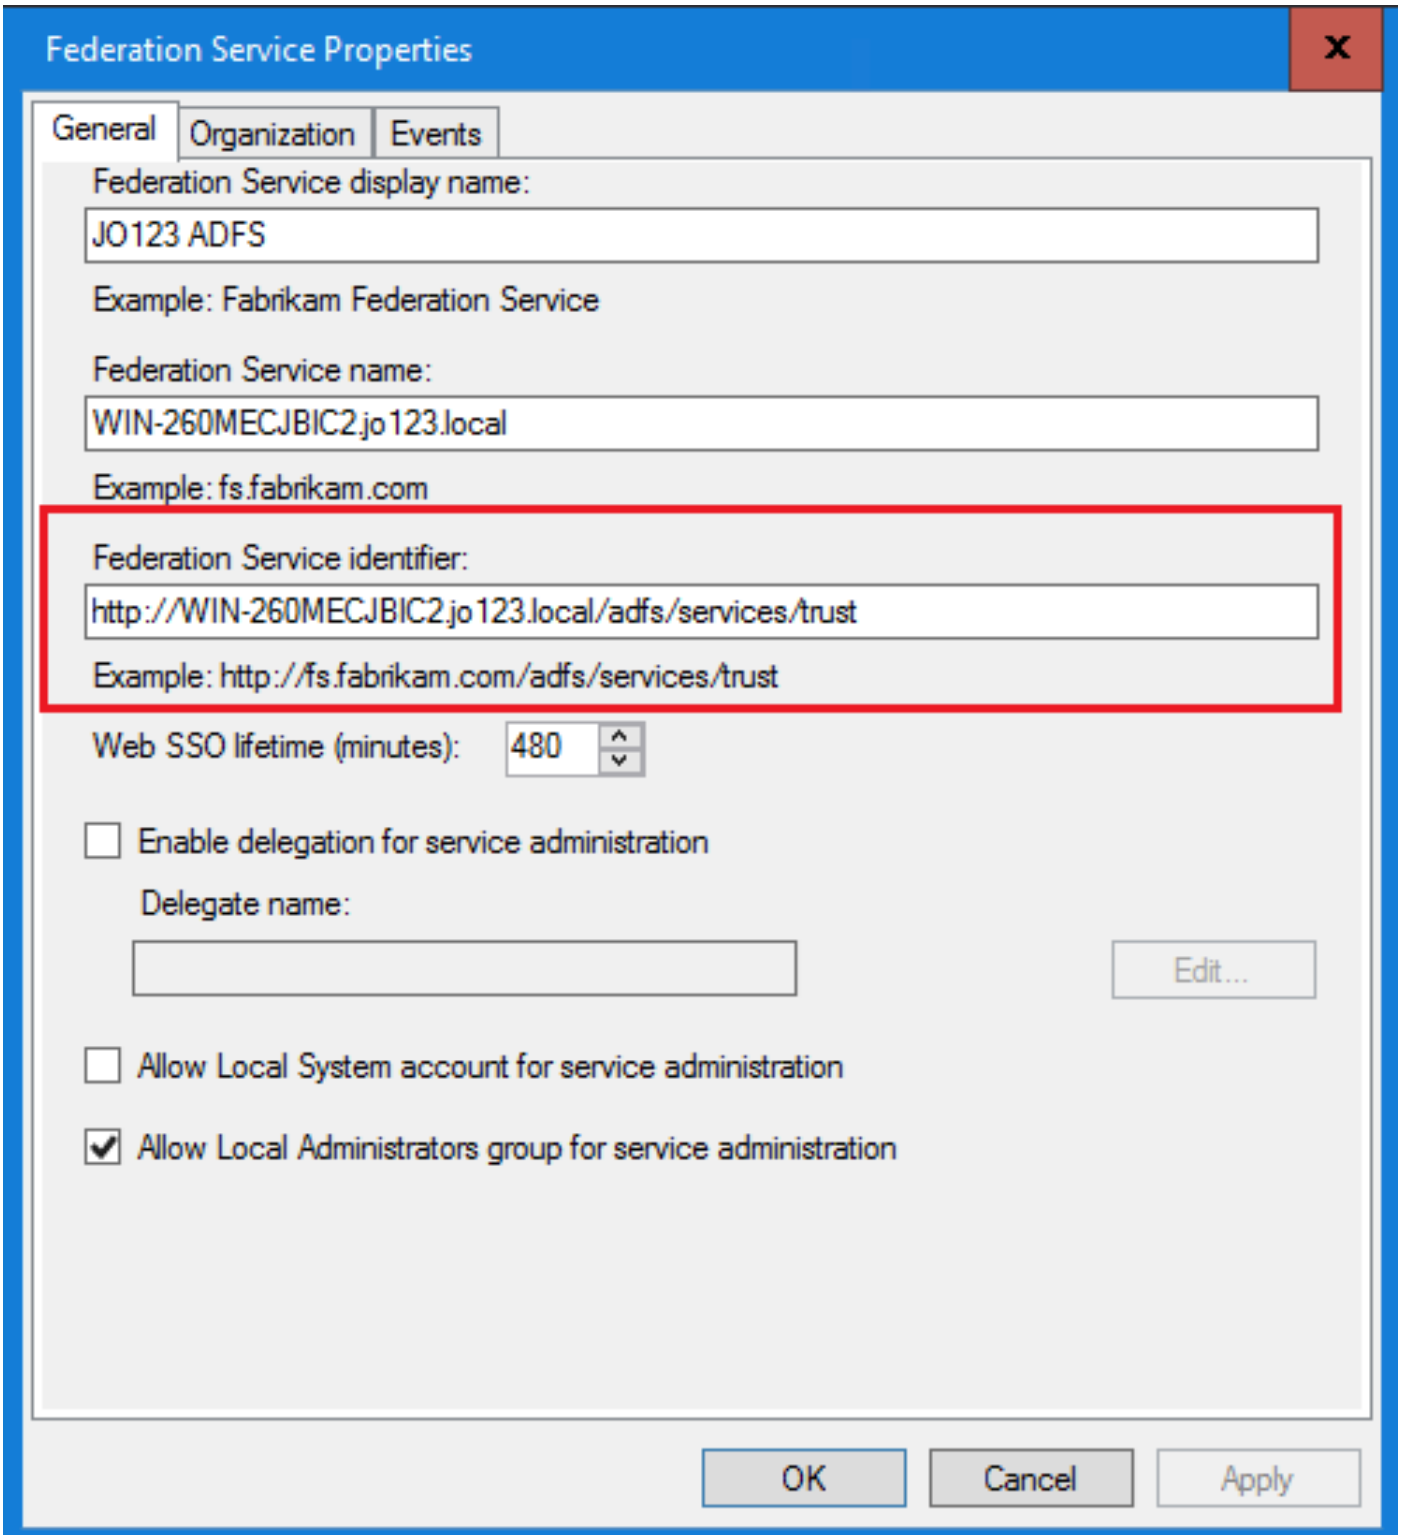 Federation Service Properties
x
General Organization Events
Federation Service display name:
JO123 ADFS
Example: Fabrikam Federation Service
Federation Service name:
WIN-260MECJBIC2.jo123.local
Example: fs.fabrikam.com
Federation Service identifier:
http://WIN-260MECJBIC2.jo123.local/adfs/services/trust
Example: http://fs.fabrikam.com/adfs/services/trust
Web SSO lifetime (minutes): 480
Enable delegation for service administration
Delegate name:
Edit...
Allow Local System account for service administration
Allow Local Administrators group for service administration
OK Cancel Apply